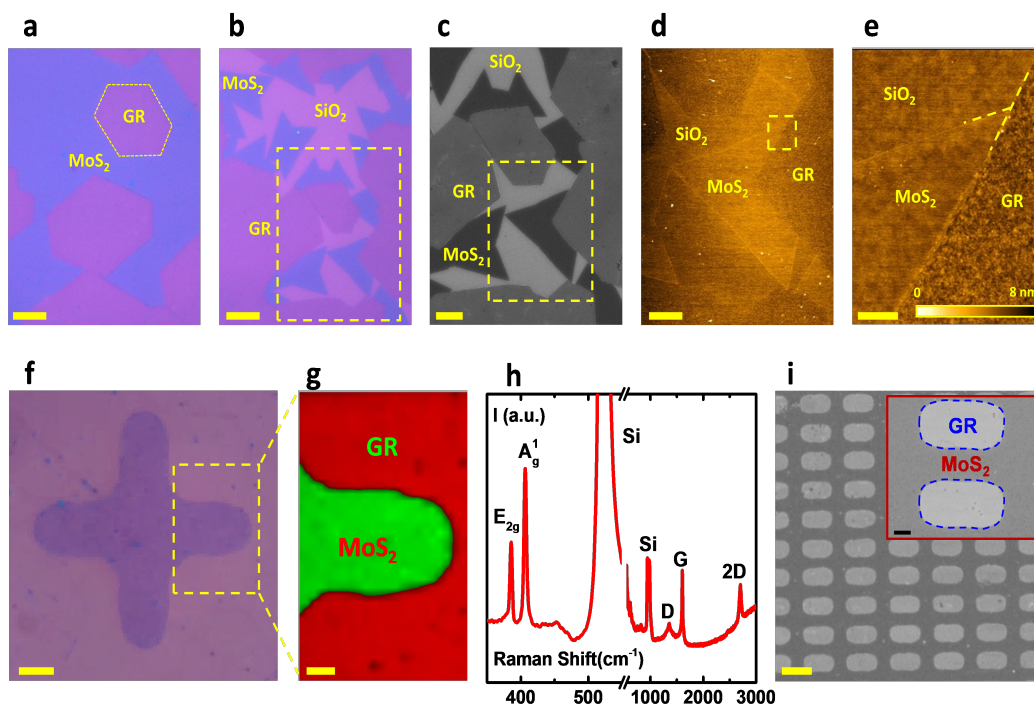 a
GR
MoS₂
b
MoS₂
SiO₂
GR
c
SiO₂
GR
MoS₂
d
SiO₂
MoS₂
GR
e
SiO₂
MoS₂
GR
0 8 nm
f
g
GR
MoS₂
h
I (a.u.)
Si
A¹g
E₂g
Si
G
2D
D
Raman Shift(cm⁻¹)
400 500 1000 2000 3000
i
GR
MoS₂